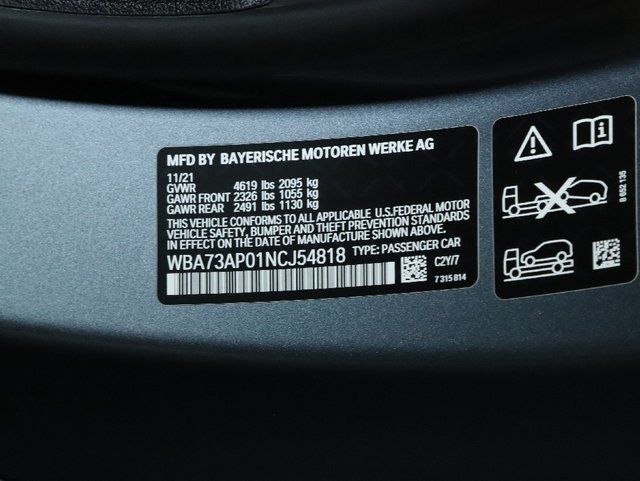 MFD BY BAYERISCHE MOTOREN WERKE AG
11/21
GVWR 4619 lbs 2095 kg
GAWR FRONT 2326 lbs 1055 kg
GAWR REAR 2491 lbs 1130 kg
THIS VEHICLE CONFORMS TO ALL APPLICABLE U.S.FEDERAL MOTOR
VEHICLE SAFETY, BUMPER AND THEFT PREVENTION STANDARDS
IN EFFECT ON THE DATE OF MANUFACTURE SHOWN ABOVE.
WBA73AP01NCJ54818 TYPE: PASSENGER CAR
C2Y/7
7 315 814
8 652 135